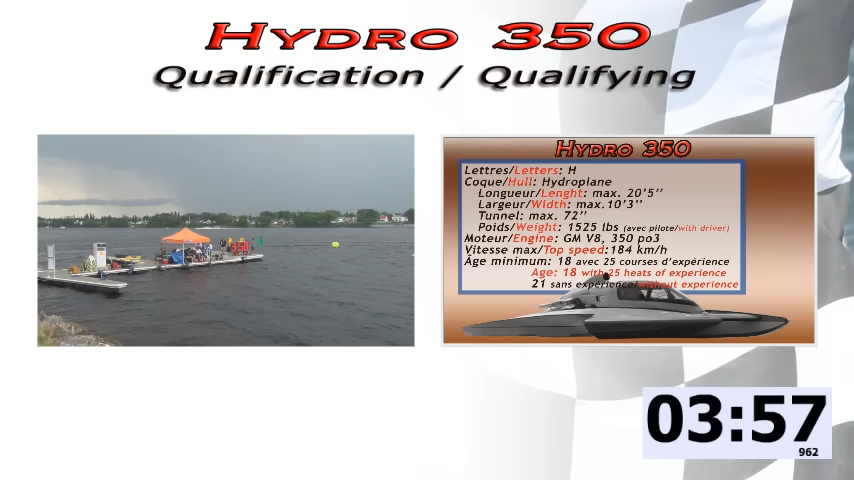 HYDRO 350
Qualification / Qualifying
HYDRO 350
Lettres/Letters: H
Coque/Hull: Hydroplane
Longueur/Lenght: max. 20'5''
Largeur/Width: max.10'3''
Tunnel: max. 72''
Poids/Weight: 1525 lbs (avec pilote/with driver)
Moteur/Engine: GM V8, 350 po3
Vitesse max/Top speed:184 km/h
Âge minimum: 18 avec 25 courses d'expérience
Age: 18 with 25 heats of experience
21 sans expérience/without experience
03:57
962